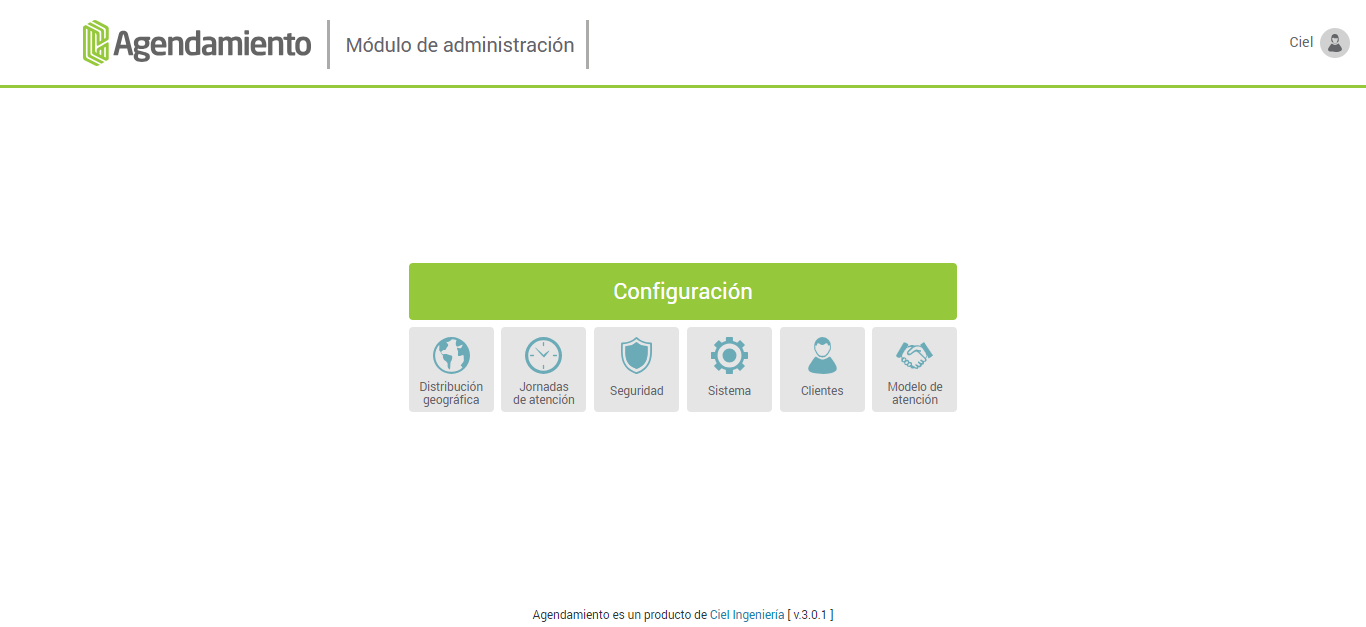 Agendamiento
Módulo de administración
Ciel
Configuración
Distribución
geográfica
Jornadas
de atención
Seguridad
Sistema
Clientes
Modelo de
atención
Agendamiento es un producto de Ciel Ingeniería [ v.3.0.1 ]